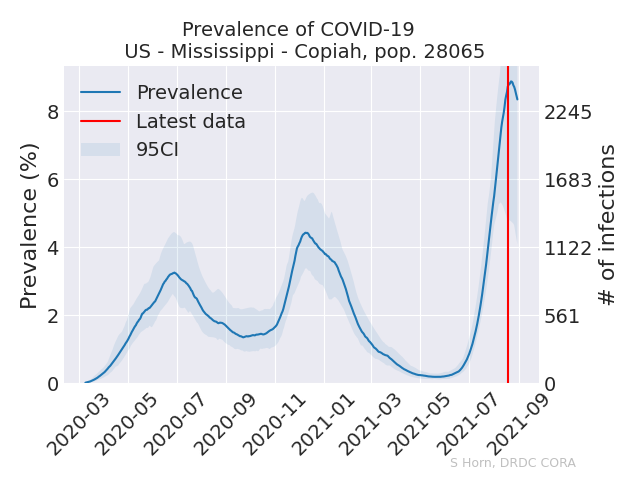 Prevalence of COVID-19
US - Mississippi - Copiah, pop. 28065
Prevalence (%)
8
6
4
2
0
Prevalence
Latest data
95CI
2245
1683
1122
561
0
# of infections
2020-03
2020-05
2020-07
2020-09
2020-11
2021-01
2021-03
2021-05
2021-07
2021-09
S Horn, DRDC CORA